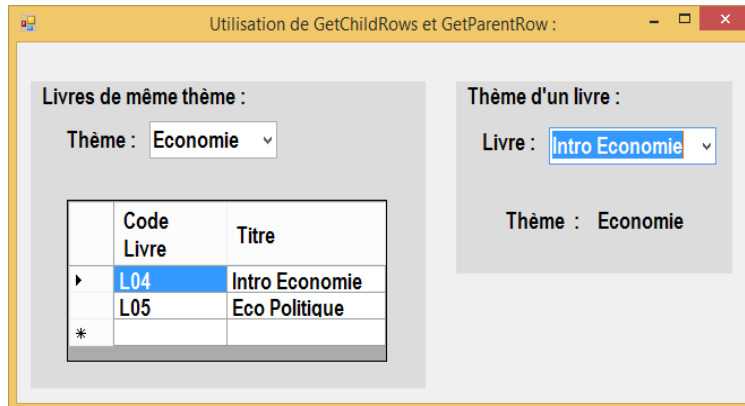 Utilisation de GetChildRows et GetParentRow :
Livres de même thème :
Thème : Economie
Code Livre Titre
L04 Intro Economie
L05 Eco Politique
Thème d'un livre :
Livre : Intro Economie
Thème : Economie